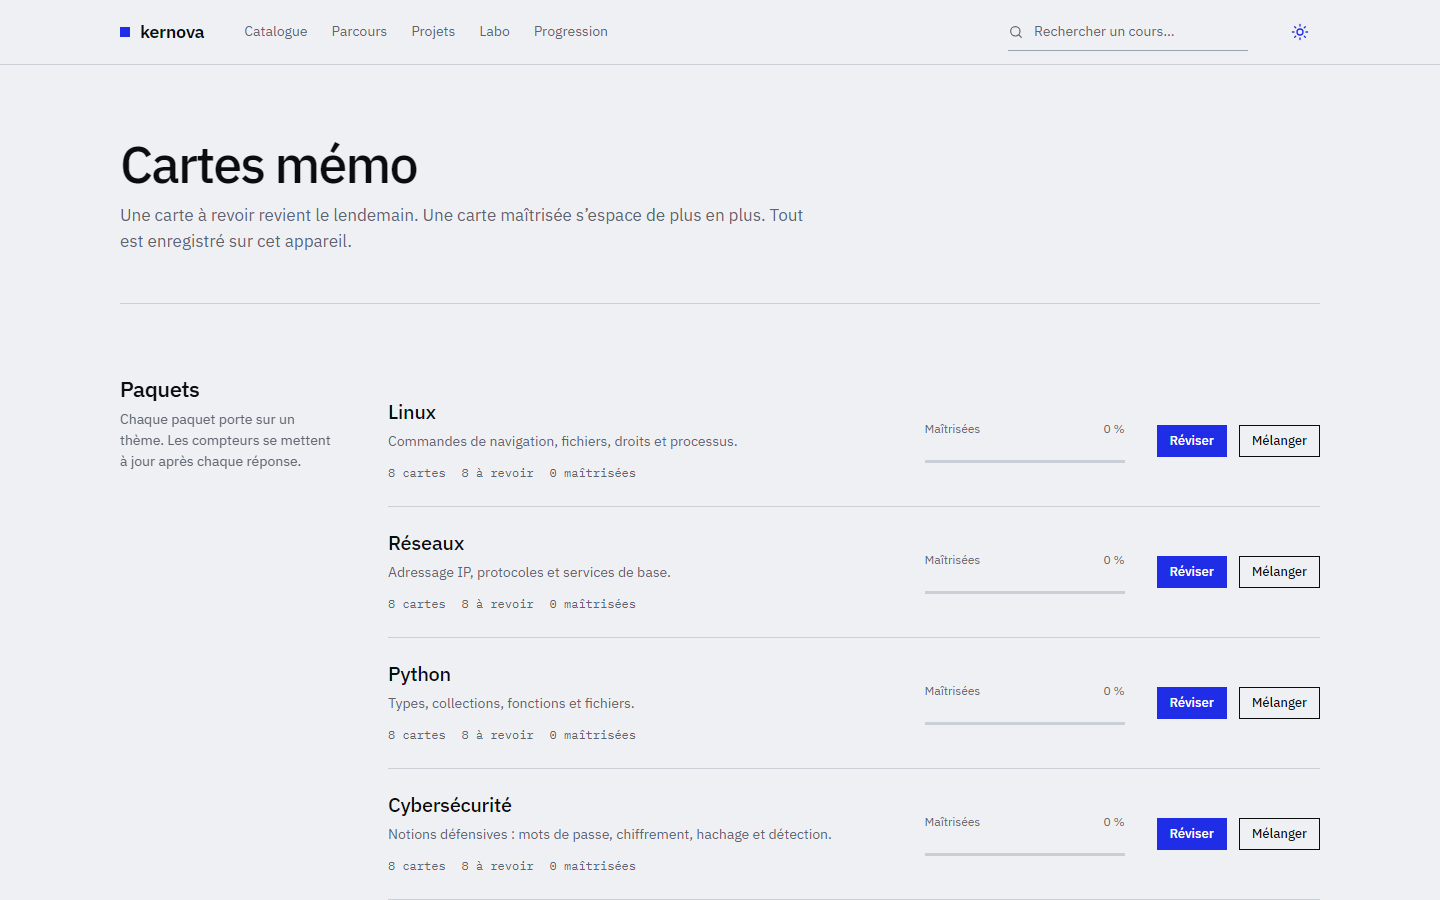 kernova
Catalogue
Parcours
Projets
Labo
Progression
Rechercher un cours…
Cartes mémo
Une carte à revoir revient le lendemain. Une carte maîtrisée s’espace de plus en plus. Tout
est enregistré sur cet appareil.
Paquets
Chaque paquet porte sur un
thème. Les compteurs se mettent
à jour après chaque réponse.
Linux
Commandes de navigation, fichiers, droits et processus.
8 cartes 8 à revoir 0 maîtrisées
Maîtrisées 0 %
Réviser
Mélanger
Réseaux
Adressage IP, protocoles et services de base.
8 cartes 8 à revoir 0 maîtrisées
Maîtrisées 0 %
Réviser
Mélanger
Python
Types, collections, fonctions et fichiers.
8 cartes 8 à revoir 0 maîtrisées
Maîtrisées 0 %
Réviser
Mélanger
Cybersécurité
Notions défensives : mots de passe, chiffrement, hachage et détection.
8 cartes 8 à revoir 0 maîtrisées
Maîtrisées 0 %
Réviser
Mélanger